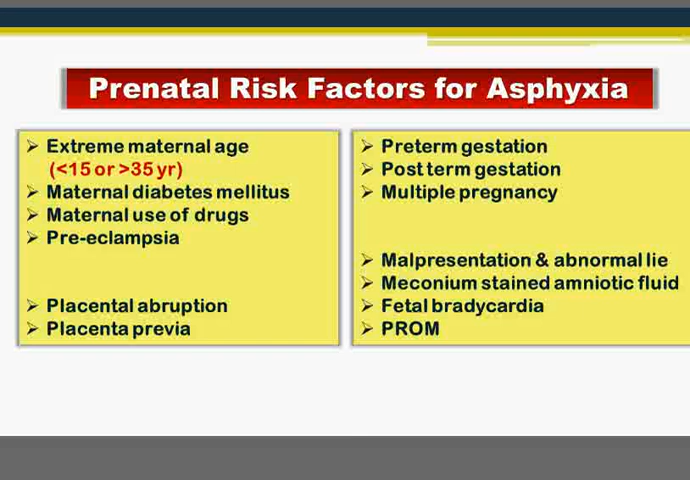 Prenatal Risk Factors for Asphyxia
Extreme maternal age
(<15 or >35 yr)
Maternal diabetes mellitus
Maternal use of drugs
Pre-eclampsia
Placental abruption
Placenta previa
Preterm gestation
Post term gestation
Multiple pregnancy
Malpresentation & abnormal lie
Meconium stained amniotic fluid
Fetal bradycardia
PROM